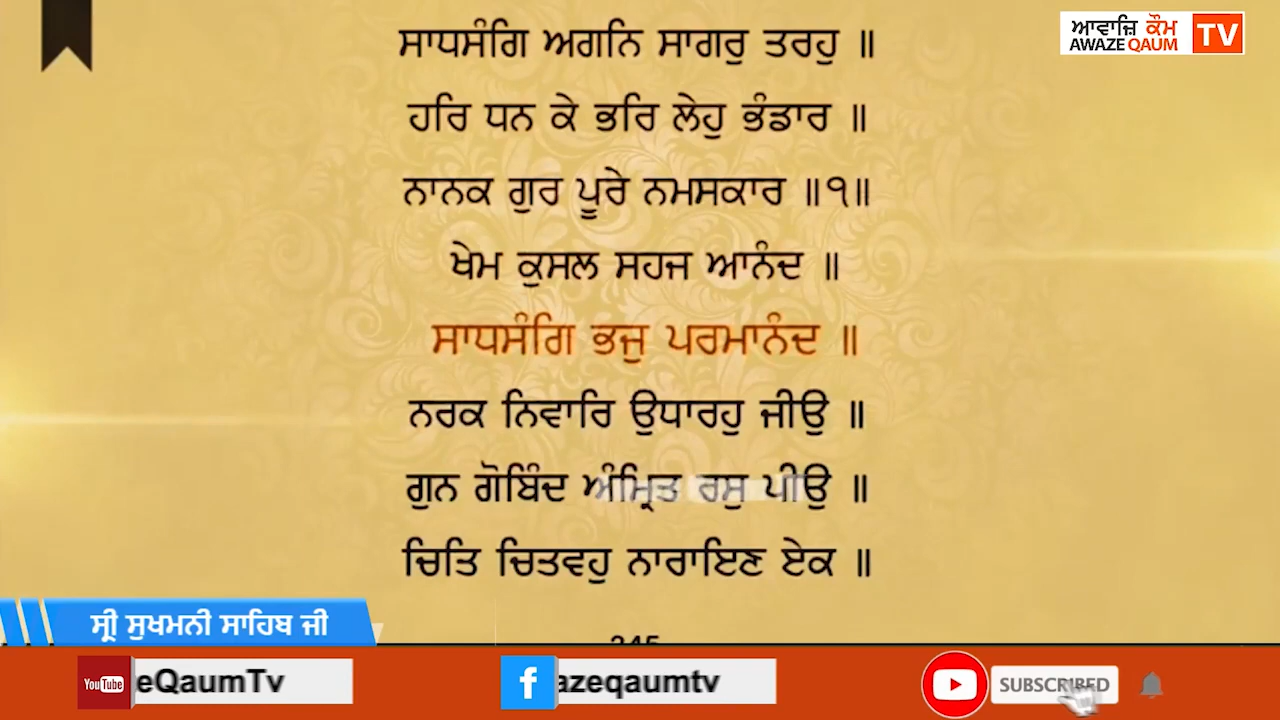 ਸਾਧਸੰਗਿ ਅਗਨਿ ਸਾਗਰੁ ਤਰਹੁ ॥
ਆਵਾਜ਼ਿ ਕੌਮ
AWAZE QAUM
TV
ਹਰਿ ਧਨ ਕੇ ਭਰਿ ਲੇਹੁ ਭੰਡਾਰ ॥
ਨਾਨਕ ਗੁਰ ਪੂਰੇ ਨਮਸਕਾਰ ॥੧॥
ਖੇਮ ਕੁਸਲ ਸਹਜ ਆਨੰਦ ॥
ਸਾਧਸੰਗਿ ਭਜੁ ਪਰਮਾਨੰਦ ॥
ਨਰਕ ਨਿਵਾਰਿ ਉਧਾਰਹੁ ਜੀਉ ॥
ਗੁਨ ਗੋਬਿੰਦ ਅੰਮ੍ਰਿਤ ਰਸੁ ਪੀਉ ॥
ਚਿਤਿ ਚਿਤਵਹੁ ਨਾਰਾਇਣ ਏਕ ॥
ਸ੍ਰੀ ਸੁਖਮਨੀ ਸਾਹਿਬ ਜੀ
YouTube eQaumTv
f azeqaumtv
SUBSCRIBED